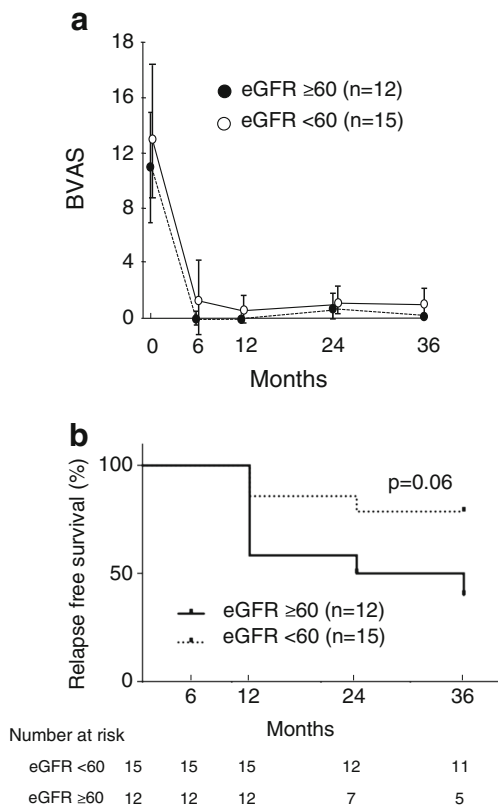 a
18
16
12
8
4
0
BVAS
eGFR ≥60 (n=12)
eGFR <60 (n=15)
0 6 12 24 36
Months
b
100
50
0
Relapse free survival (%)
p=0.06
eGFR ≥60 (n=12)
eGFR <60 (n=15)
6 12 24 36
Months
Number at risk
eGFR <60 15 15 15 12 11
eGFR ≥60 12 12 12 7 5